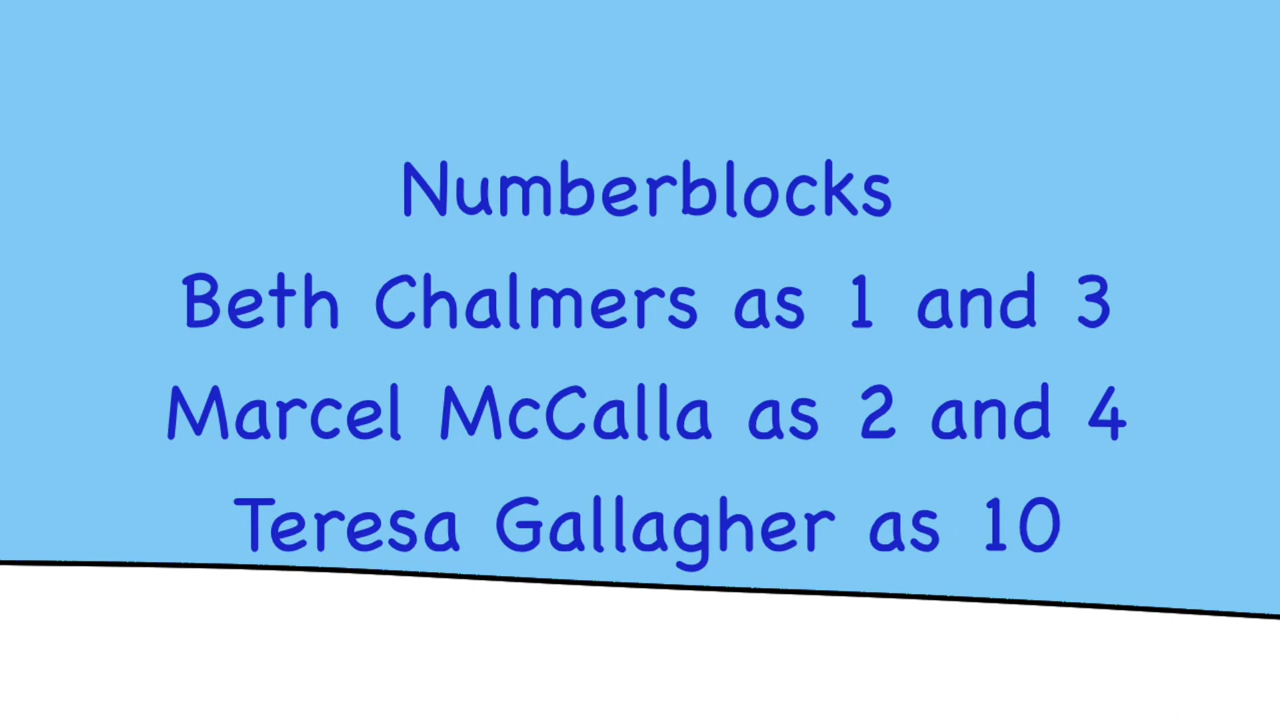 Numberblocks
Beth Chalmers as 1 and 3
Marcel McCalla as 2 and 4
Teresa Gallagher as 10